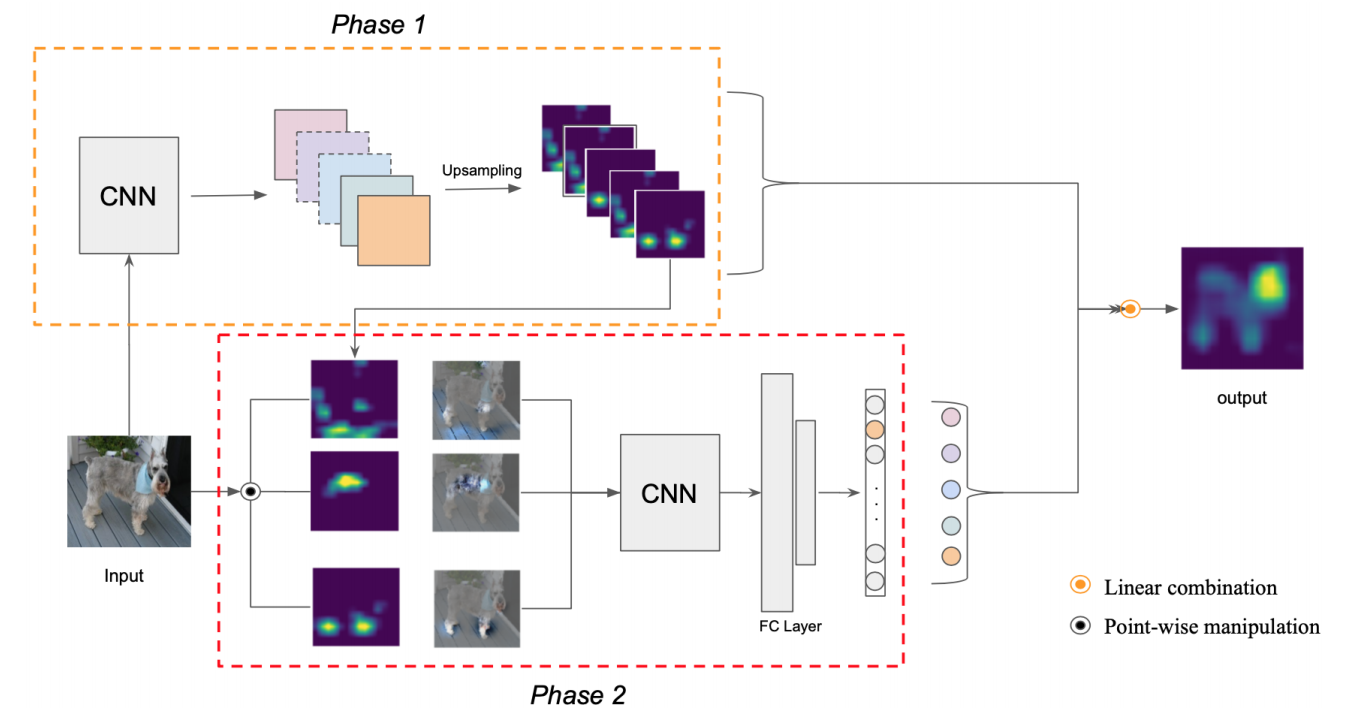 Phase 1
CNN
Upsampling
output
Input
CNN
FC Layer
Linear combination
Point-wise manipulation
Phase 2